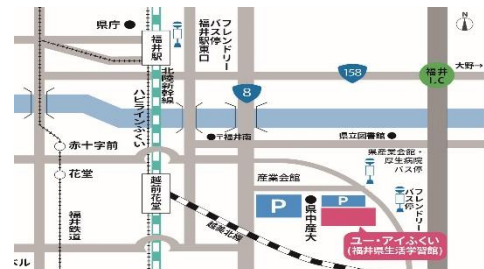 県庁
福井駅
フレンドリー
バス停
福井駅東口
N
大野→
158
福井
I.C
8
北陸新幹線
ハピラインふくい
〒福井南
県立図書館
赤十字前
県産業会館・
厚生病院
バス停
花堂
産業会館
越前花堂
P
県中産大
P
フレンドリー
バス停
福井鉄道
越美北線
ユー・アイふくい
(福井県生活学習館)
ベル